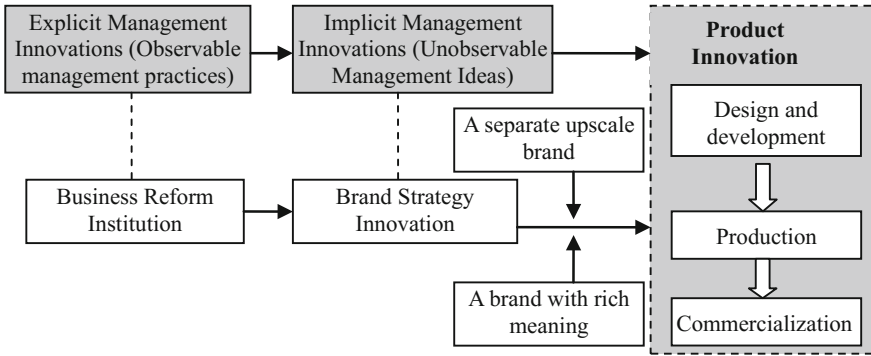 Explicit Management
Innovations (Observable
management practices)
Implicit Management
Innovations (Unobservable
Management Ideas)
Product
Innovation
Design and
development
A separate upscale
brand
Business Reform
Institution
Brand Strategy
Innovation
Production
A brand with rich
meaning
Commercialization